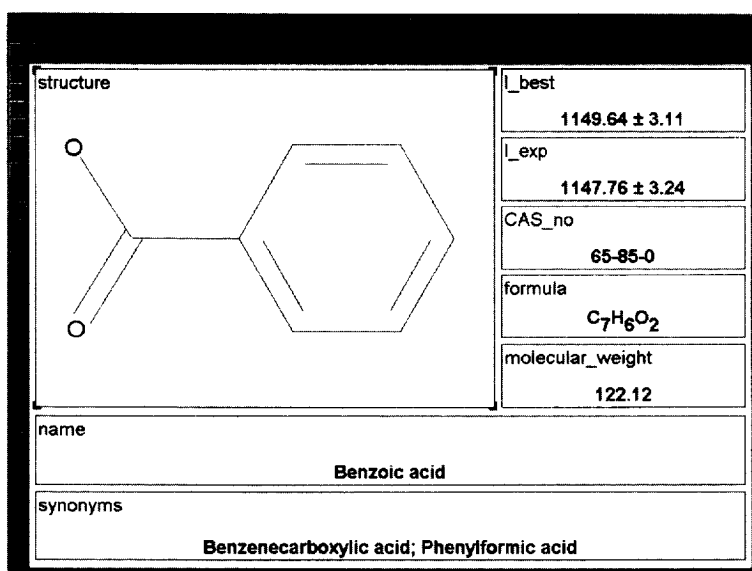 structure
O
O
I_best
1149.64 ± 3.11
I_exp
1147.76 ± 3.24
CAS_no
65-85-0
formula
C₇H₆O₂
molecular_weight
122.12
name
Benzoic acid
synonyms
Benzenecarboxylic acid; Phenylformic acid